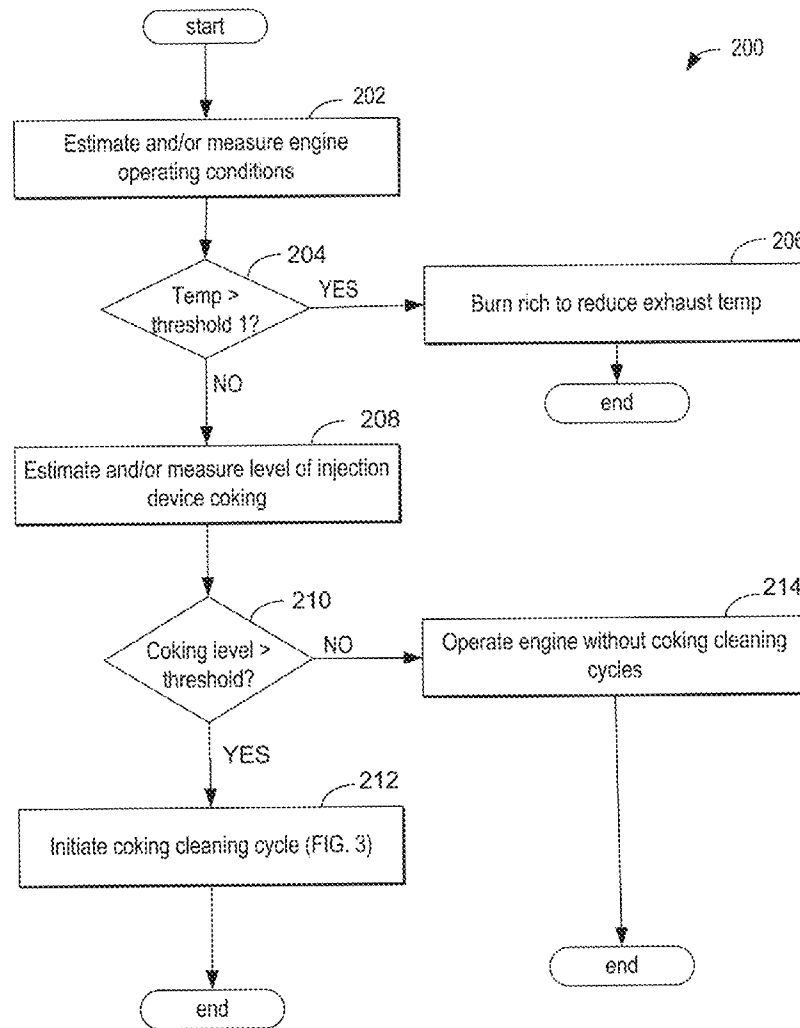 start
200
202
Estimate and/or measure engine
operating conditions
204
Temp >
threshold 1?
YES
206
Burn rich to reduce exhaust temp
end
NO
208
Estimate and/or measure level of injection
device coking
210
Coking level >
threshold?
NO
214
Operate engine without coking cleaning
cycles
YES
212
Initiate coking cleaning cycle (FIG. 3)
end
end